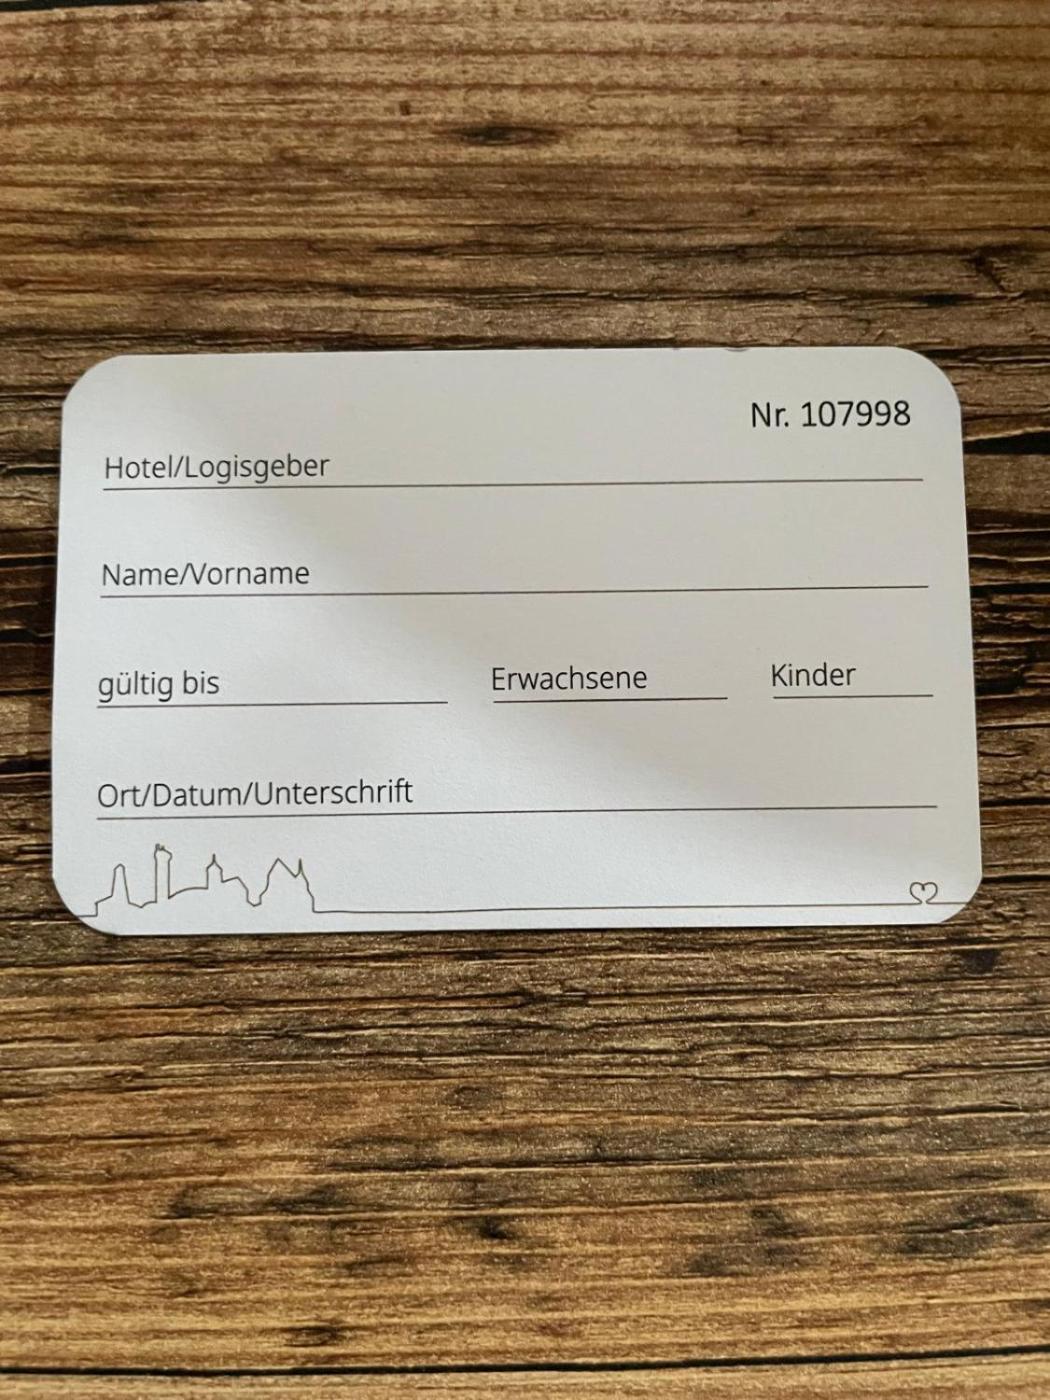 Nr. 107998
Hotel/Logisgeber
Name/Vorname
gültig bis Erwachsene Kinder
Ort/Datum/Unterschrift